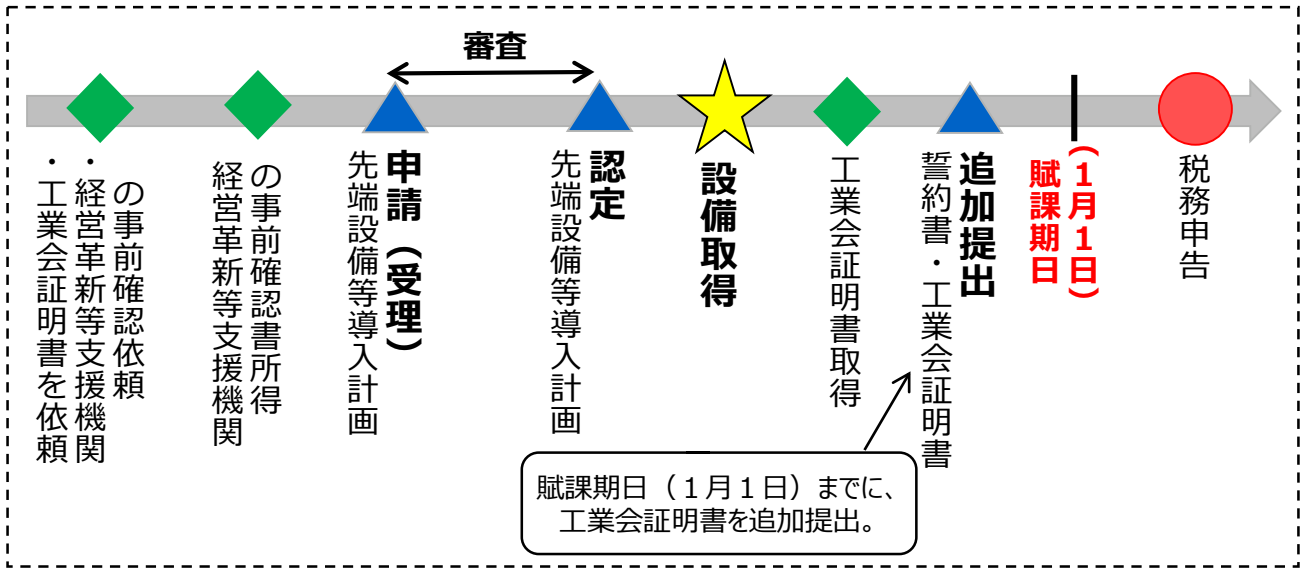 審査
・工業会証明書を依頼
・経営革新等支援機関
の事前確認依頼
経営革新等支援機関
の事前確認書所得
先端設備等導入計画
申請（受理）
先端設備等導入計画
認定
設備取得
工業会証明書取得
誓約書・工業会証明書
追加提出
賦課期日
（１月１日）
税務申告
賦課期日（１月１日）までに、
工業会証明書を追加提出。